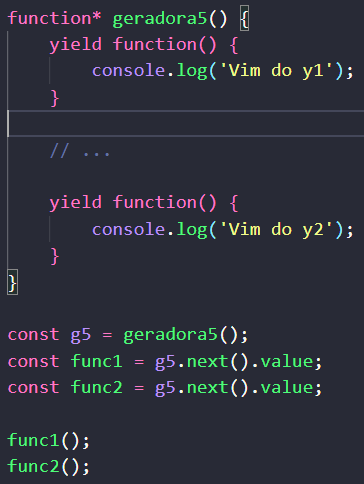 function* geradora5() {
    yield function() {
        console.log('Vim do y1');
    }

    // ...

    yield function() {
        console.log('Vim do y2');
    }
}

const g5 = geradora5();
const func1 = g5.next().value;
const func2 = g5.next().value;

func1();
func2();